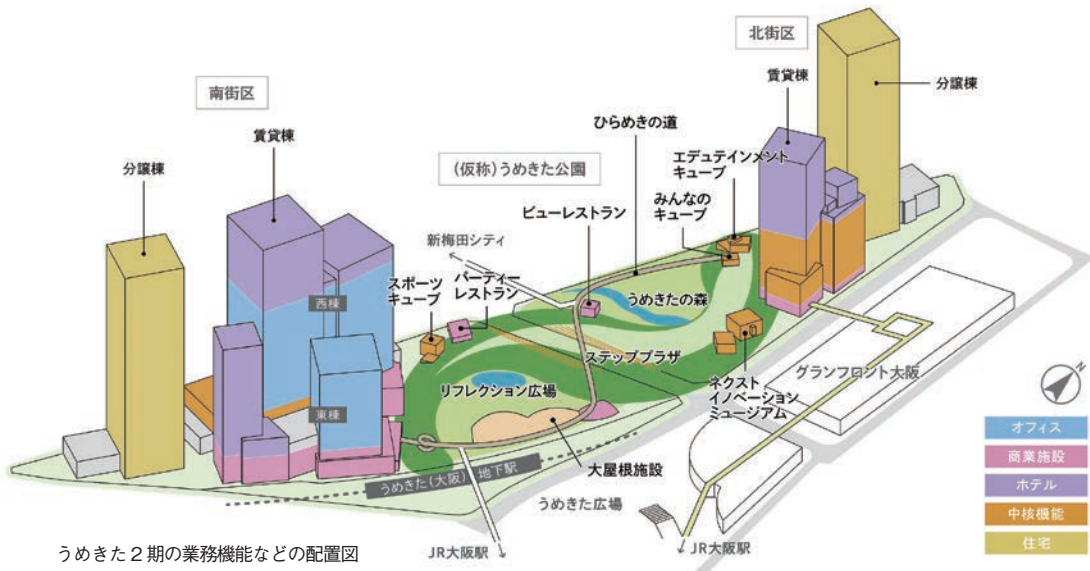 北街区
賃貸棟
分譲棟
南街区
賃貸棟
分譲棟
ひらめきの道
(仮称)うめきた公園
エデュテインメント
キューブ
みんなの
キューブ
ビューレストラン
新梅田シティ
スポーツ
キューブ
パーティー
レストラン
西棟
うめきたの森
ステッププラザ
グランフロント大阪
リフレクション広場
ネクスト
イノベーション
ミュージアム
東棟
大屋根施設
うめきた(大阪)地下駅
うめきた広場
JR大阪駅
JR大阪駅
N
オフィス
商業施設
ホテル
中核機能
住宅
うめきた2期の業務機能などの配置図